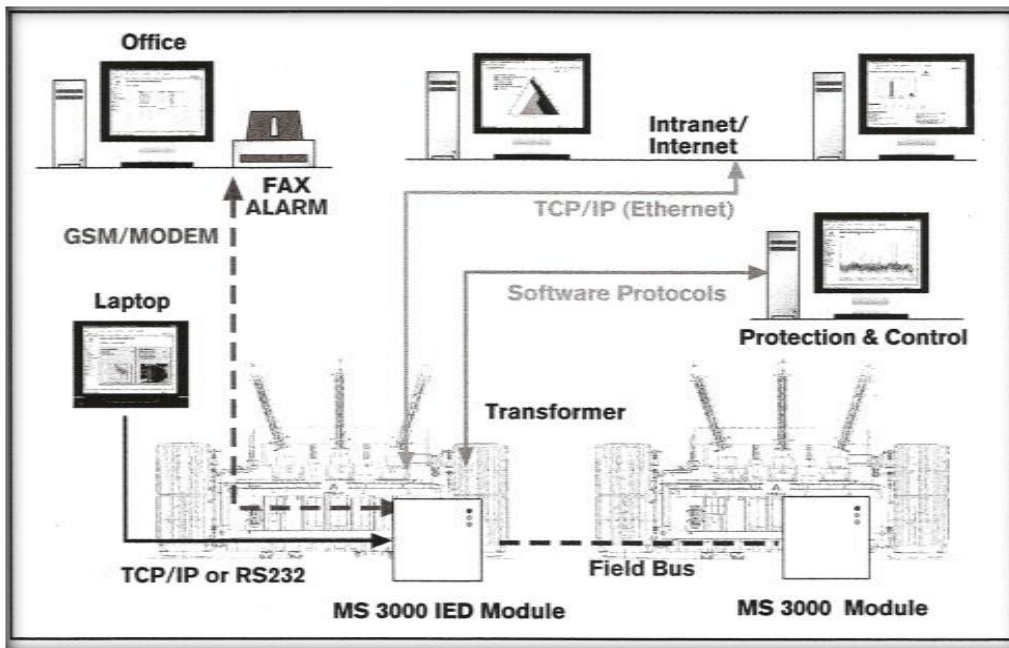 Office
Intranet/
Internet
FAX
ALARM
TCP/IP (Ethernet)
GSM/MODEM
Software Protocols
Laptop
Protection & Control
Transformer
TCP/IP or RS232
Field Bus
MS 3000 IED Module
MS 3000 Module